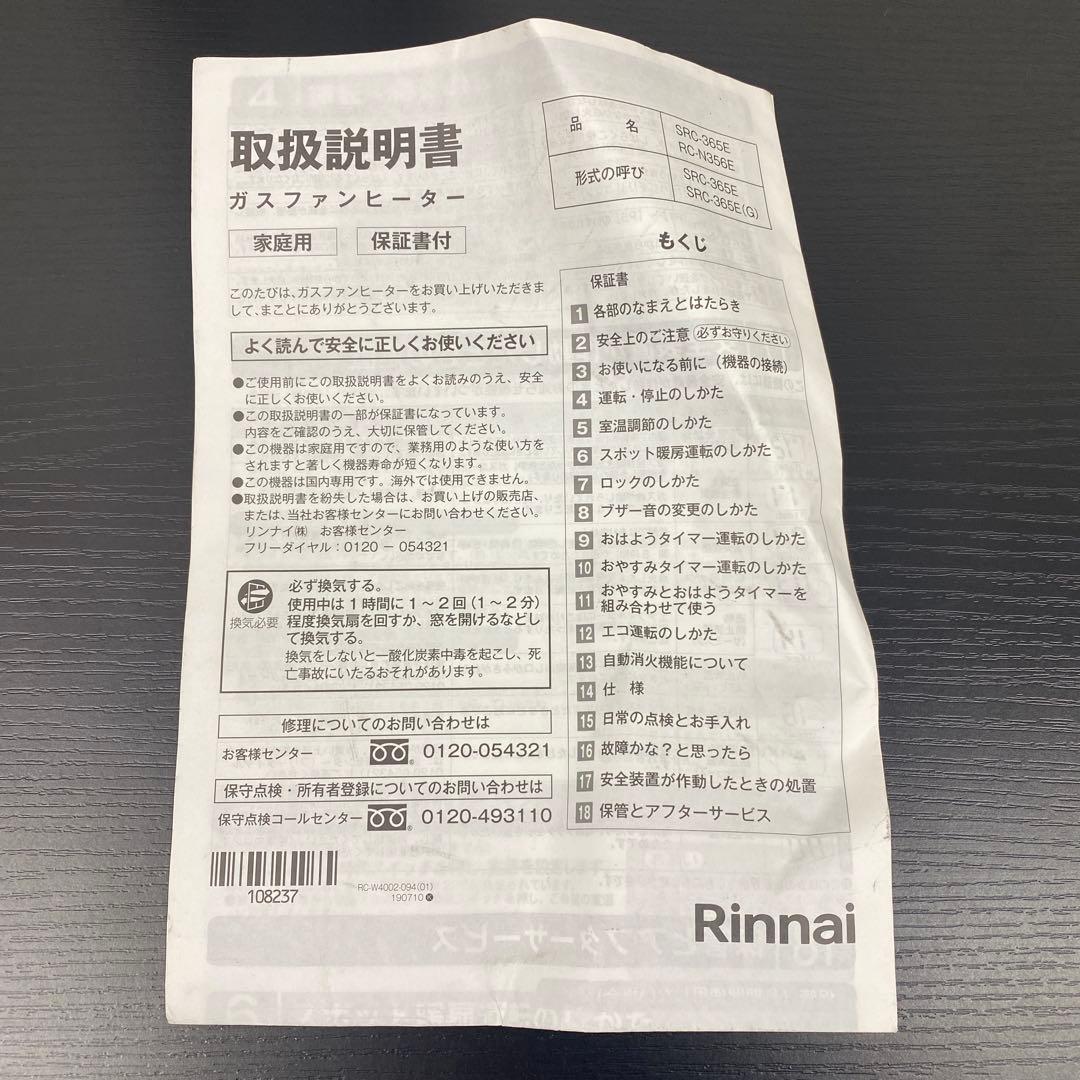 取扱説明書
ガスファンヒーター
家庭用 保証書付
品名 SRC-365E
RC-N356E
形式の呼び SRC-365E
SRC-365E(G)
このたびは、ガスファンヒーターをお買い上げいただきま
して、まことにありがとうございます。
よく読んで安全に正しくお使いください
●ご使用前にこの取扱説明書をよくお読みのうえ、安全
に正しくお使いください。
●この取扱説明書の一部が保証書になっています。
内容をご確認のうえ、大切に保管してください。
●この機器は家庭用ですので、業務用のような使い方を
されますと著しく機器寿命が短くなります。
●この機器は国内専用です。海外では使用できません。
●取扱説明書を紛失した場合は、お買い上げの販売店、
または、当社お客様センターにお問い合わせください。
リンナイ㈱ お客様センター
フリーダイヤル：0120 － 054321
換気必要
必ず換気する。
使用中は1時間に1～2回(1～2分)
程度換気扇を回すか、窓を開けるなどし
て換気する。
換気をしないと一酸化炭素中毒を起こし、死
亡事故にいたるおそれがあります。
修理についてのお問い合わせは
お客様センター 0120-054321
保守点検・所有者登録についてのお問い合わせは
保守点検コールセンター 0120-493110
108237
RC-W4002-094(01)
190710 K
もくじ
保証書
1 各部のなまえとはたらき
2 安全上のご注意 必ずお守りください
3 お使いになる前に（機器の接続）
4 運転・停止のしかた
5 室温調節のしかた
6 スポット暖房運転のしかた
7 ロックのしかた
8 ブザー音の変更のしかた
9 おはようタイマー運転のしかた
10 おやすみタイマー運転のしかた
11 おやすみとおはようタイマーを
組み合わせて使う
12 エコ運転のしかた
13 自動消火機能について
14 仕様
15 日常の点検とお手入れ
16 故障かな？と思ったら
17 安全装置が作動したときの処置
18 保管とアフターサービス
Rinnai